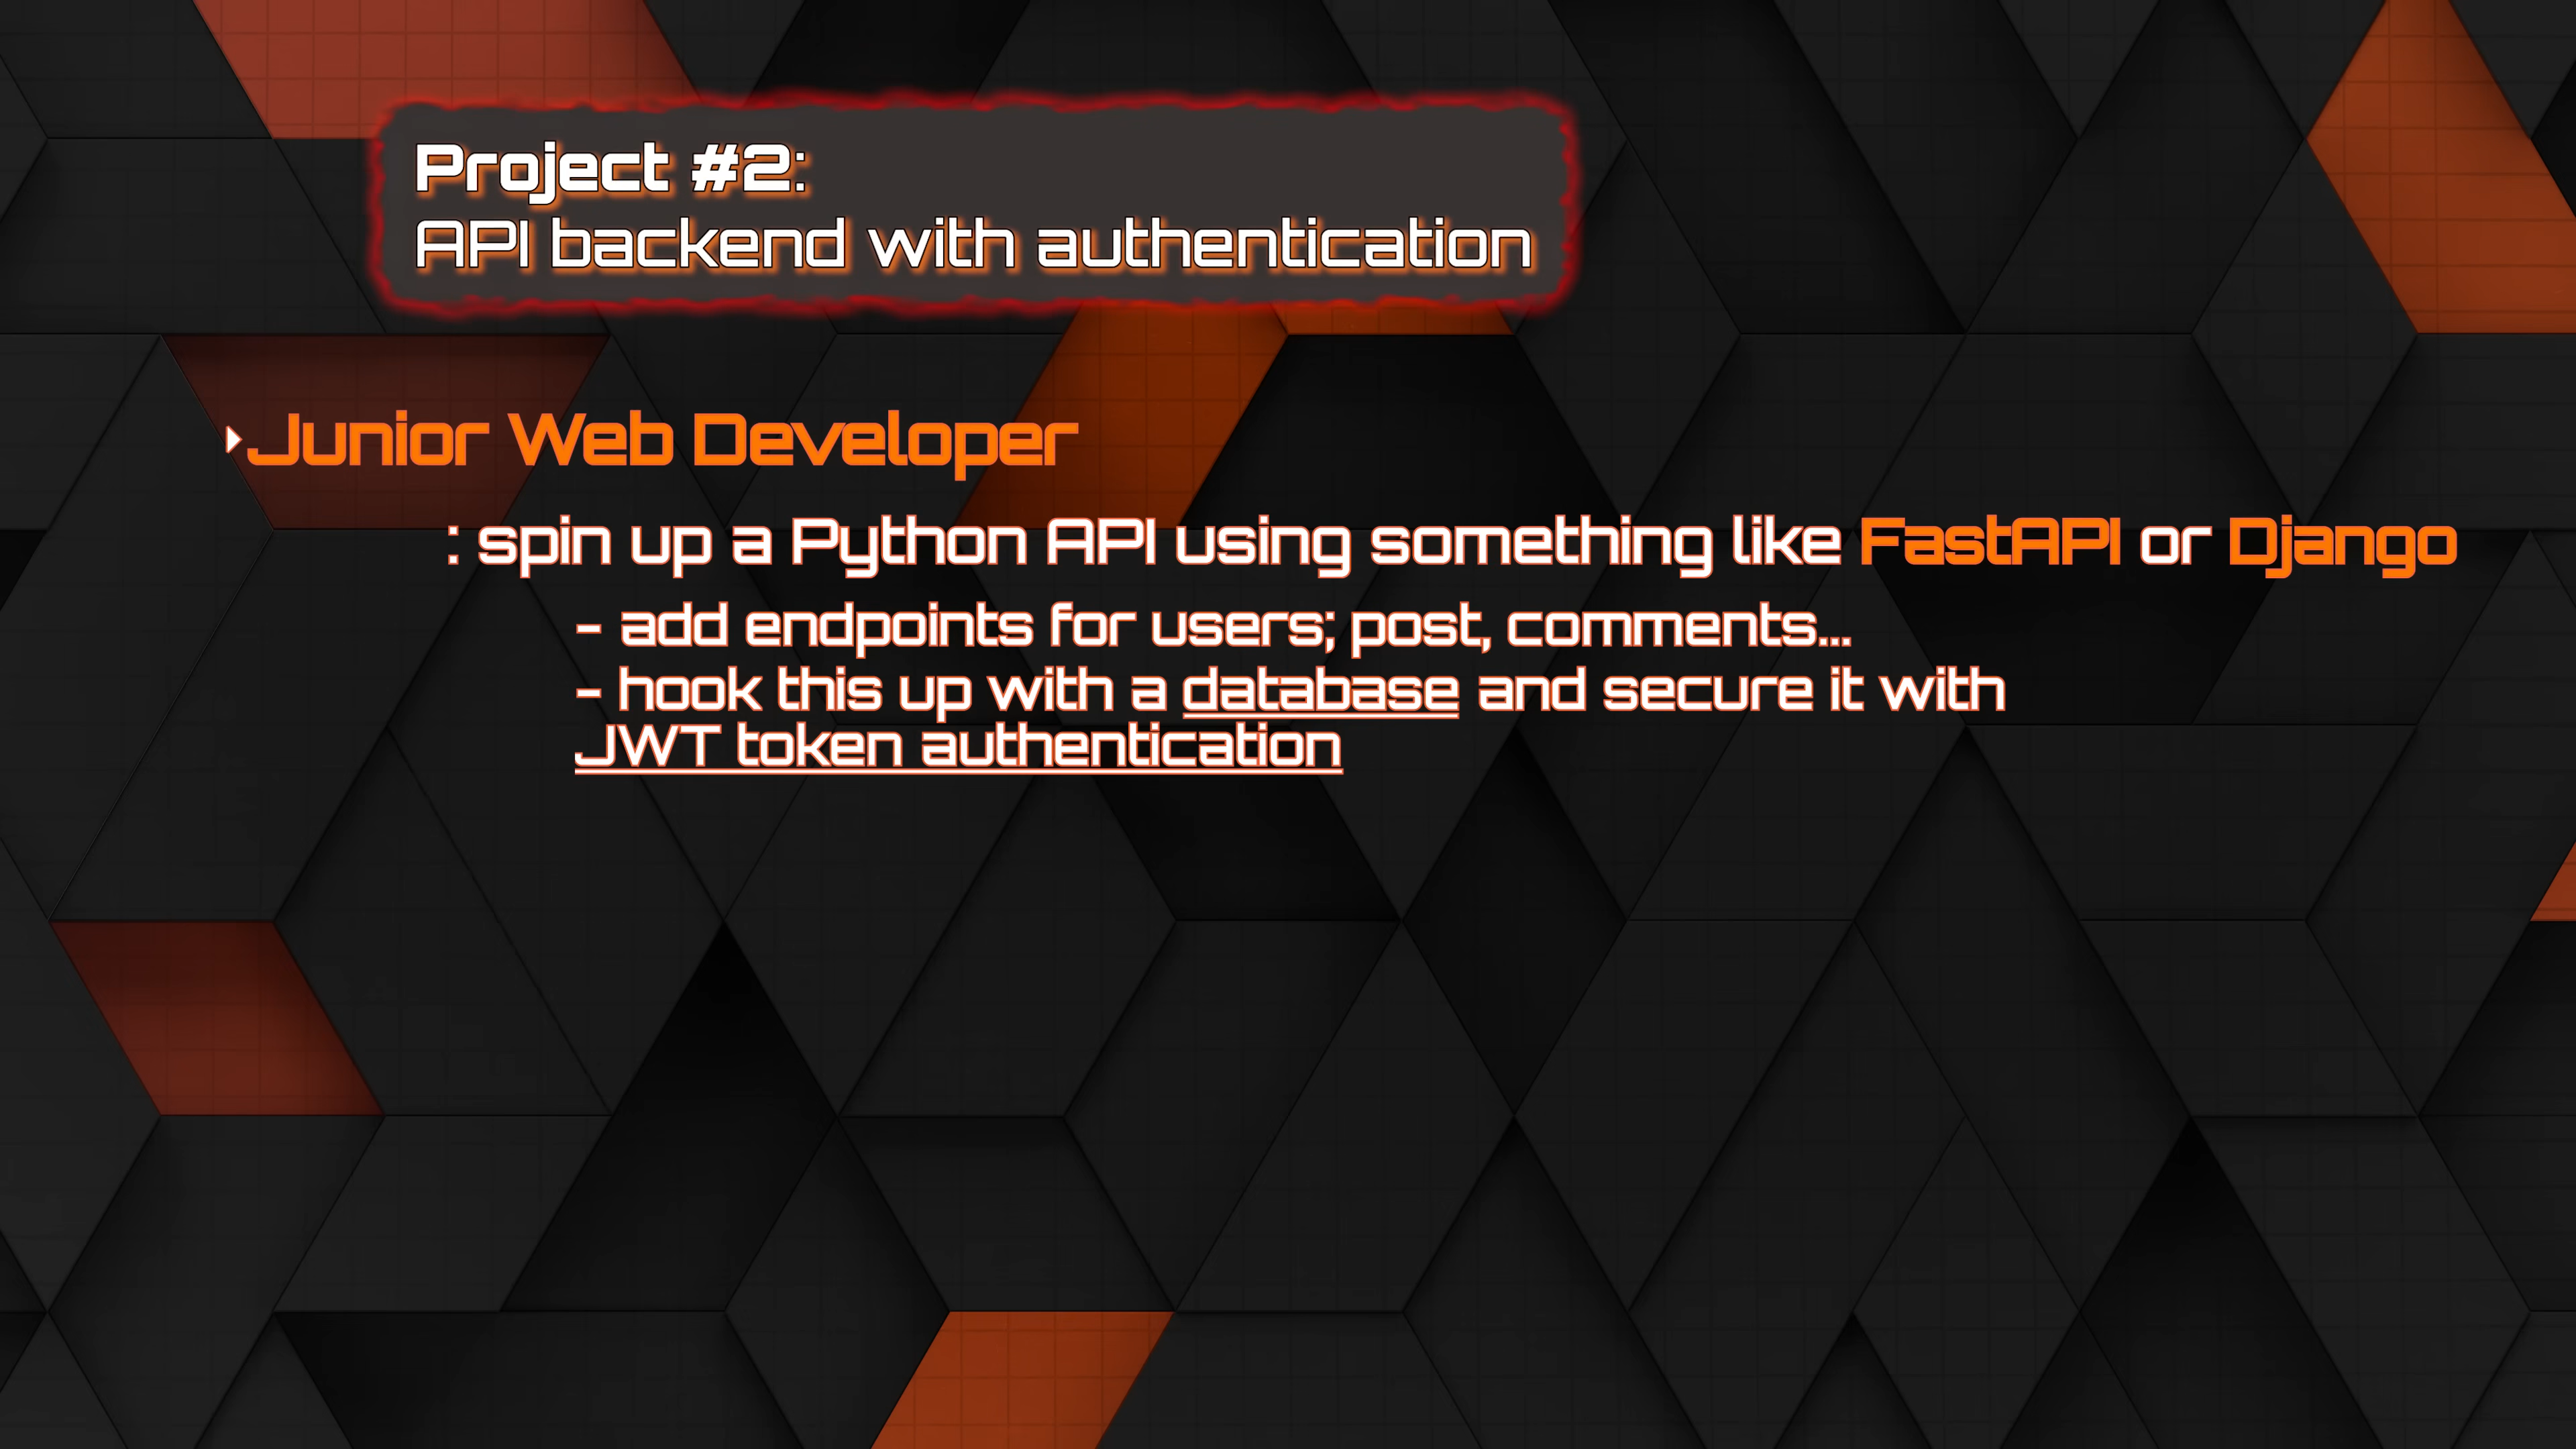 Project #2:
API backend with authentication
Junior Web Developer
: spin up a Python API using something like FastAPI or Django
- add endpoints for users; post, comments...
- hook this up with a database and secure it with
JWT token authentication